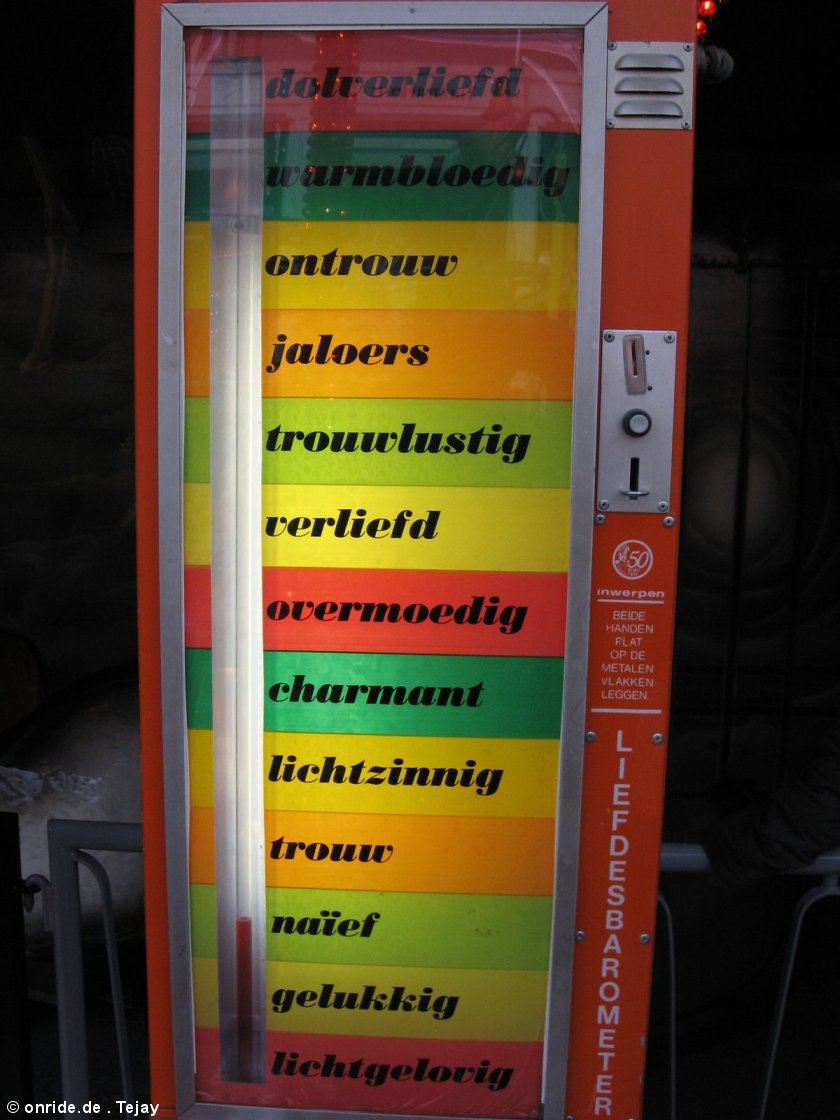 dolverliefd
warmbloedig
ontrouw
jaloers
trouwlustig
verliefd
overmoedig
charmant
lichtzinnig
trouw
naïef
gelukkig
lichtgelovig
50
inwerpen
BEIDE
HANDEN
PLAT
OP DE
METALEN
VLAKKEN
LEGGEN.
LIEFDESBAROMETER
© onride.de . Tejay